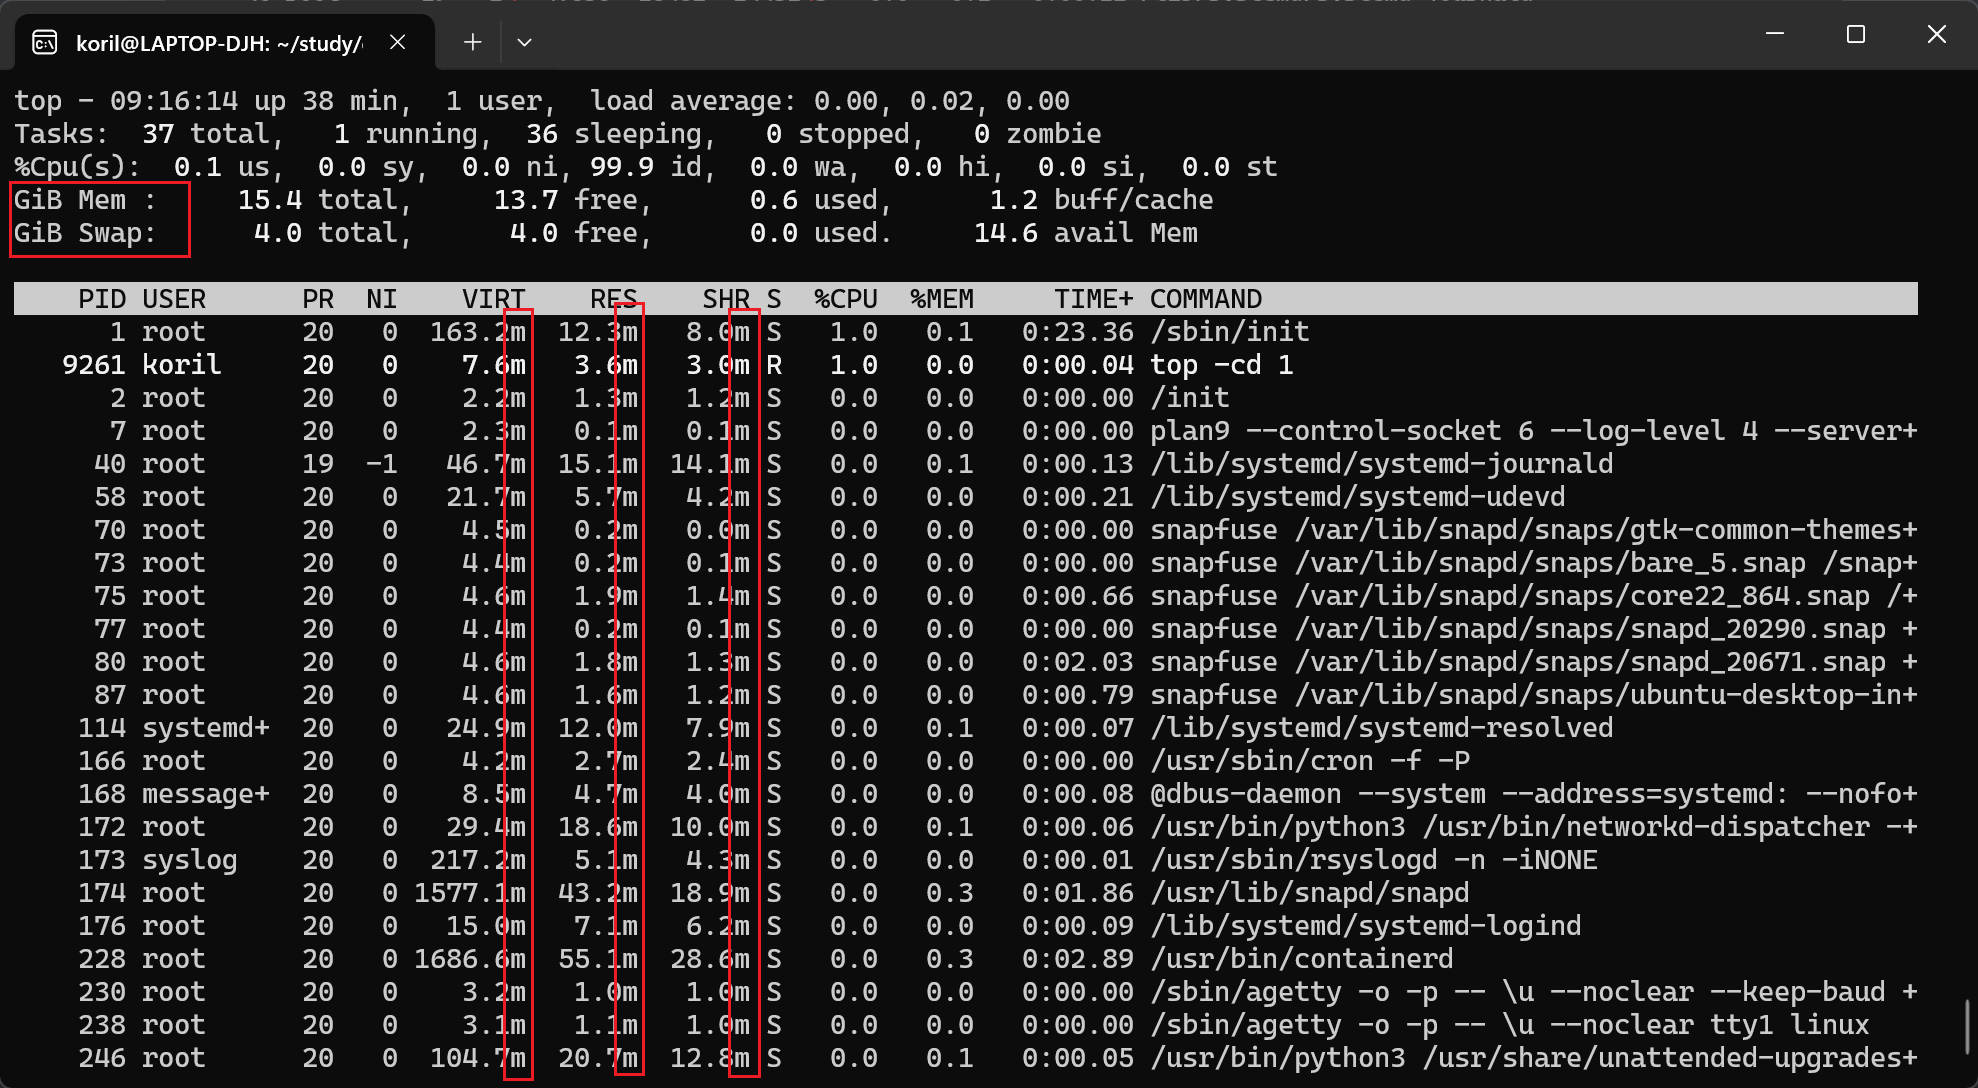 koril@LAPTOP-DJH: ~/study/
top - 09:16:14 up 38 min,  1 user,  load average: 0.00, 0.02, 0.00
Tasks:  37 total,   1 running,  36 sleeping,   0 stopped,   0 zombie
%Cpu(s):  0.1 us,  0.0 sy,  0.0 ni, 99.9 id,  0.0 wa,  0.0 hi,  0.0 si,  0.0 st
GiB Mem :     15.4 total,     13.7 free,      0.6 used,      1.2 buff/cache
GiB Swap:      4.0 total,      4.0 free,      0.0 used.     14.6 avail Mem
PID USER      PR  NI    VIRT    RES    SHR S  %CPU  %MEM     TIME+ COMMAND
1 root      20   0  163.2m  12.3m   8.0m S   1.0   0.1   0:23.36 /sbin/init
9261 koril     20   0    7.6m   3.6m   3.0m R   1.0   0.0   0:00.04 top -cd 1
2 root      20   0    2.2m   1.3m   1.2m S   0.0   0.0   0:00.00 /init
7 root      20   0    2.3m   0.1m   0.1m S   0.0   0.0   0:00.00 plan9 --control-socket 6 --log-level 4 --server+
40 root      19  -1   46.7m  15.1m  14.1m S   0.0   0.1   0:00.13 /lib/systemd/systemd-journald
58 root      20   0   21.7m   5.7m   4.2m S   0.0   0.0   0:00.21 /lib/systemd/systemd-udevd
70 root      20   0    4.5m   0.2m   0.0m S   0.0   0.0   0:00.00 snapfuse /var/lib/snapd/snaps/gtk-common-themes+
73 root      20   0    4.4m   0.2m   0.1m S   0.0   0.0   0:00.00 snapfuse /var/lib/snapd/snaps/bare_5.snap /snap+
75 root      20   0    4.6m   1.9m   1.4m S   0.0   0.0   0:00.66 snapfuse /var/lib/snapd/snaps/core22_864.snap /+
77 root      20   0    4.4m   0.2m   0.1m S   0.0   0.0   0:00.00 snapfuse /var/lib/snapd/snaps/snapd_20290.snap +
80 root      20   0    4.6m   1.8m   1.3m S   0.0   0.0   0:02.03 snapfuse /var/lib/snapd/snaps/snapd_20671.snap +
87 root      20   0    4.6m   1.6m   1.2m S   0.0   0.0   0:00.79 snapfuse /var/lib/snapd/snaps/ubuntu-desktop-in+
114 systemd+  20   0   24.9m  12.0m   7.9m S   0.0   0.1   0:00.07 /lib/systemd/systemd-resolved
166 root      20   0    4.2m   2.7m   2.4m S   0.0   0.0   0:00.00 /usr/sbin/cron -f -P
168 message+  20   0    8.5m   4.7m   4.0m S   0.0   0.0   0:00.08 @dbus-daemon --system --address=systemd: --nofo+
172 root      20   0   29.4m  18.6m  10.0m S   0.0   0.1   0:00.06 /usr/bin/python3 /usr/bin/networkd-dispatcher -+
173 syslog    20   0  217.2m   5.1m   4.3m S   0.0   0.0   0:00.01 /usr/sbin/rsyslogd -n -iNONE
174 root      20   0 1577.1m  43.2m  18.9m S   0.0   0.3   0:01.86 /usr/lib/snapd/snapd
176 root      20   0   15.0m   7.1m   6.2m S   0.0   0.0   0:00.09 /lib/systemd/systemd-logind
228 root      20   0 1686.6m  55.1m  28.6m S   0.0   0.3   0:02.89 /usr/bin/containerd
230 root      20   0    3.2m   1.0m   1.0m S   0.0   0.0   0:00.00 /sbin/agetty -o -p -- \u --noclear --keep-baud +
238 root      20   0    3.1m   1.1m   1.0m S   0.0   0.0   0:00.00 /sbin/agetty -o -p -- \u --noclear tty1 linux
246 root      20   0  104.7m  20.7m  12.8m S   0.0   0.1   0:00.05 /usr/bin/python3 /usr/share/unattended-upgrades+